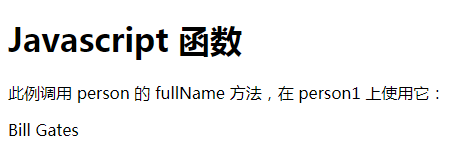 Javascript 函数
此例调用 person 的 fullName 方法，在 person1 上使用它：
Bill Gates